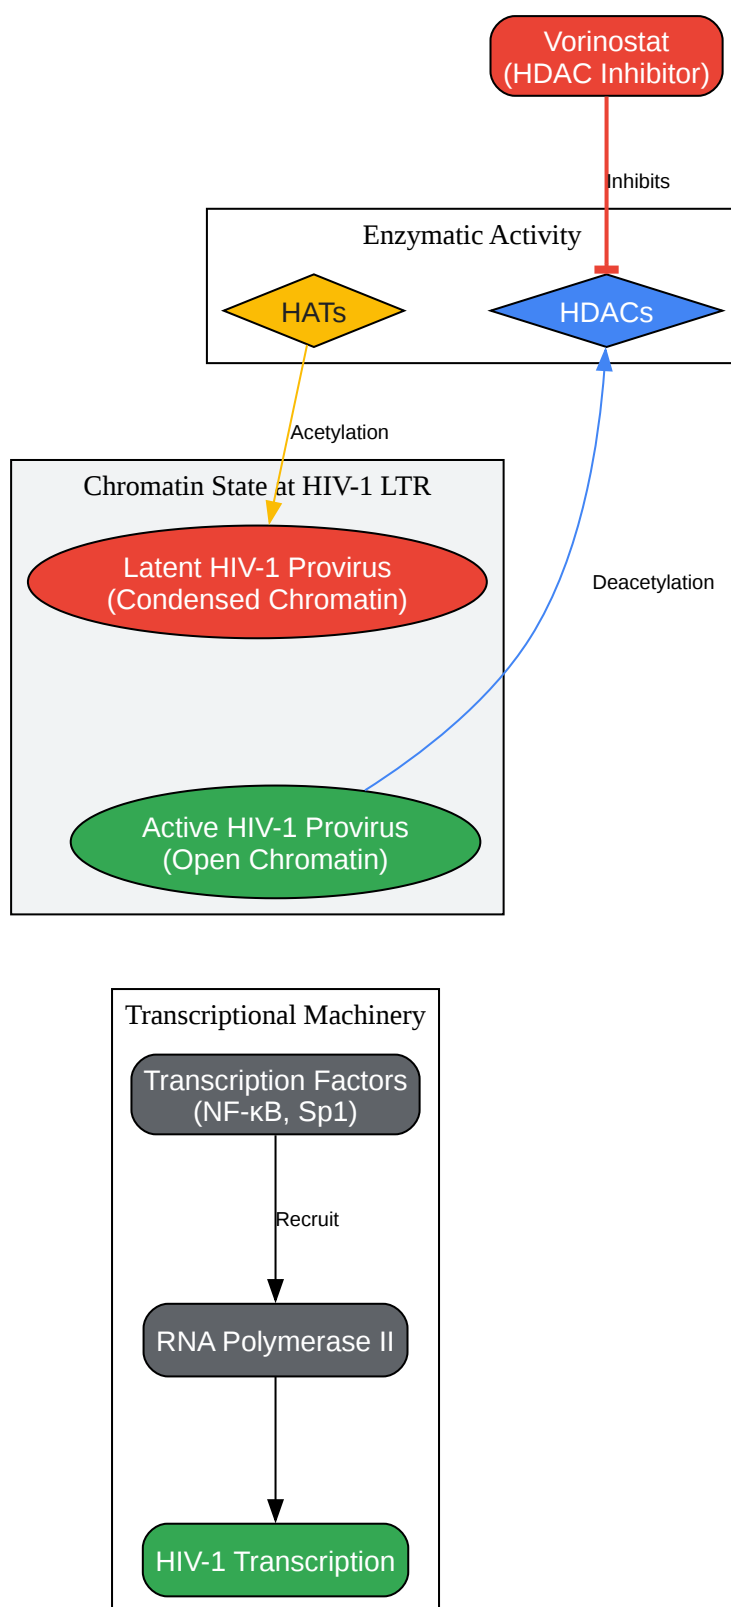 Vorinostat
(HDAC Inhibitor)
Inhibits
Enzymatic Activity
HATs
HDACs
Acetylation
Chromatin State at HIV-1 LTR
Latent HIV-1 Provirus
(Condensed Chromatin)
Deacetylation
Active HIV-1 Provirus
(Open Chromatin)
Transcriptional Machinery
Transcription Factors
(NF-κB, Sp1)
Recruit
RNA Polymerase II
HIV-1 Transcription